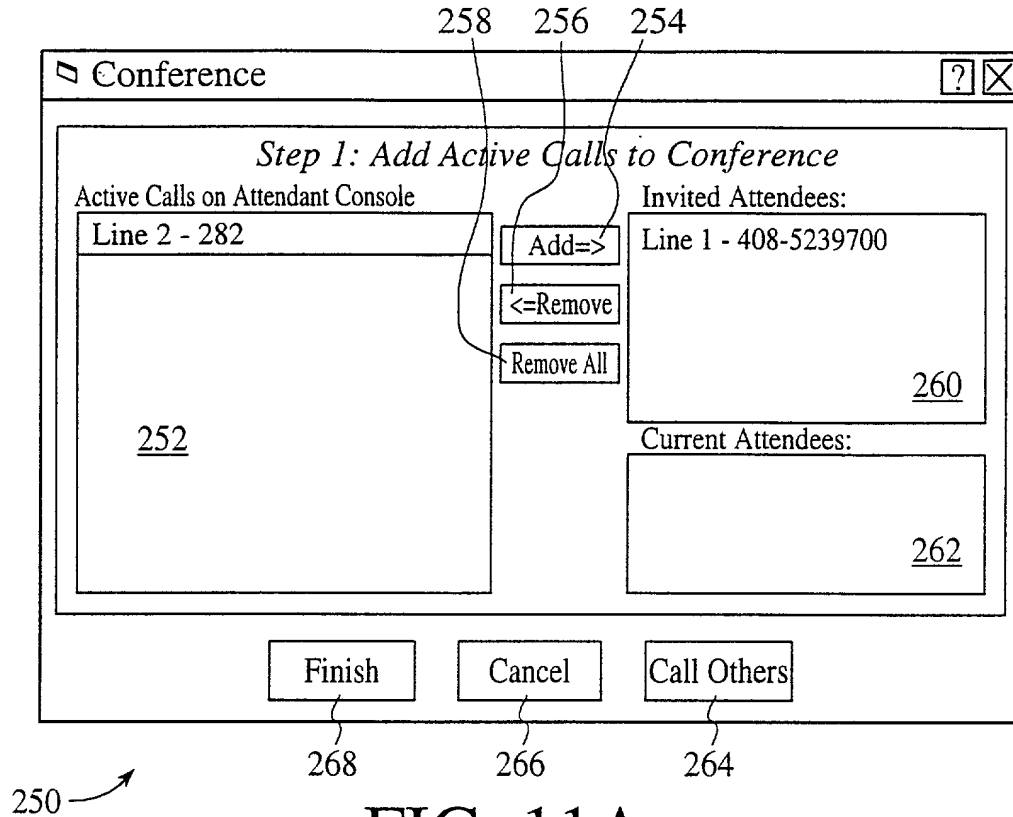 258 256 254
Conference ?
Step 1: Add Active Calls to Conference
Active Calls on Attendant Console
Invited Attendees:
Line 2 - 282
Add=>
Line 1 - 408-5239700
<=Remove
Remove All
260
252
Current Attendees:
262
Finish Cancel Call Others
268 266 264
250
FIG. 11A